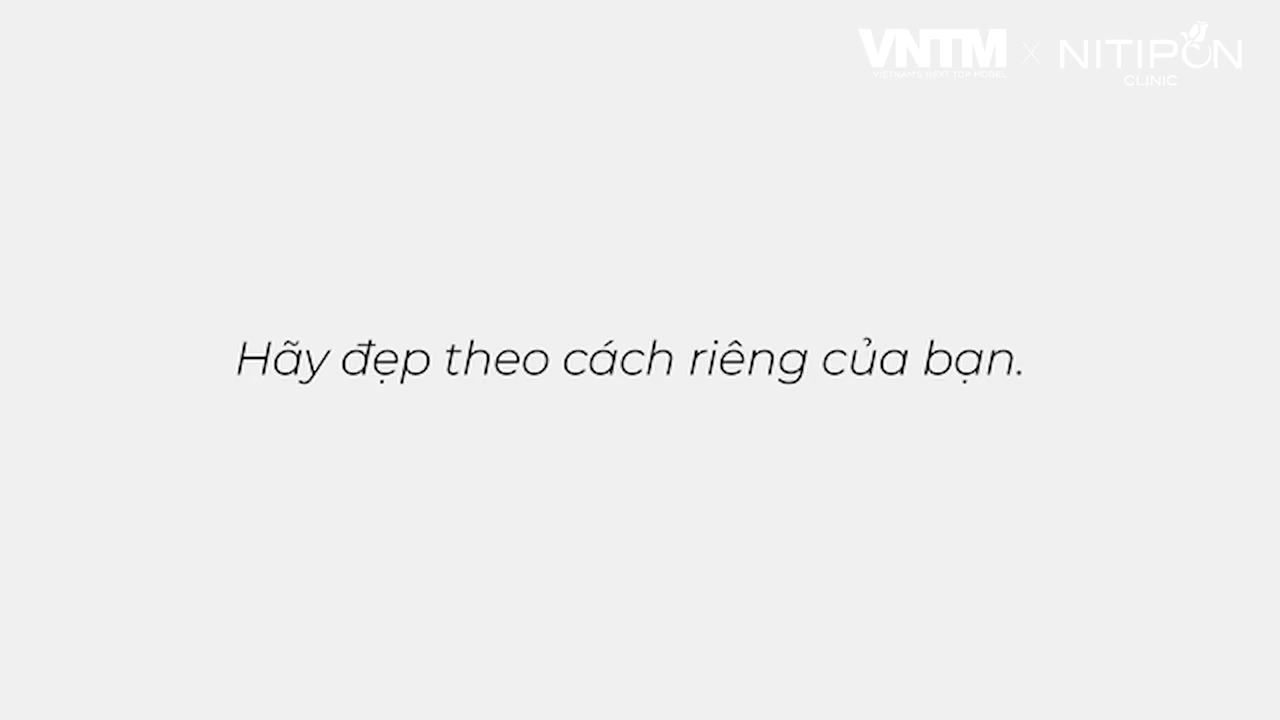 VNTM X NITIPON
VIETNAM'S NEXT TOP MODEL CLINIC
Hãy đẹp theo cách riêng của bạn.